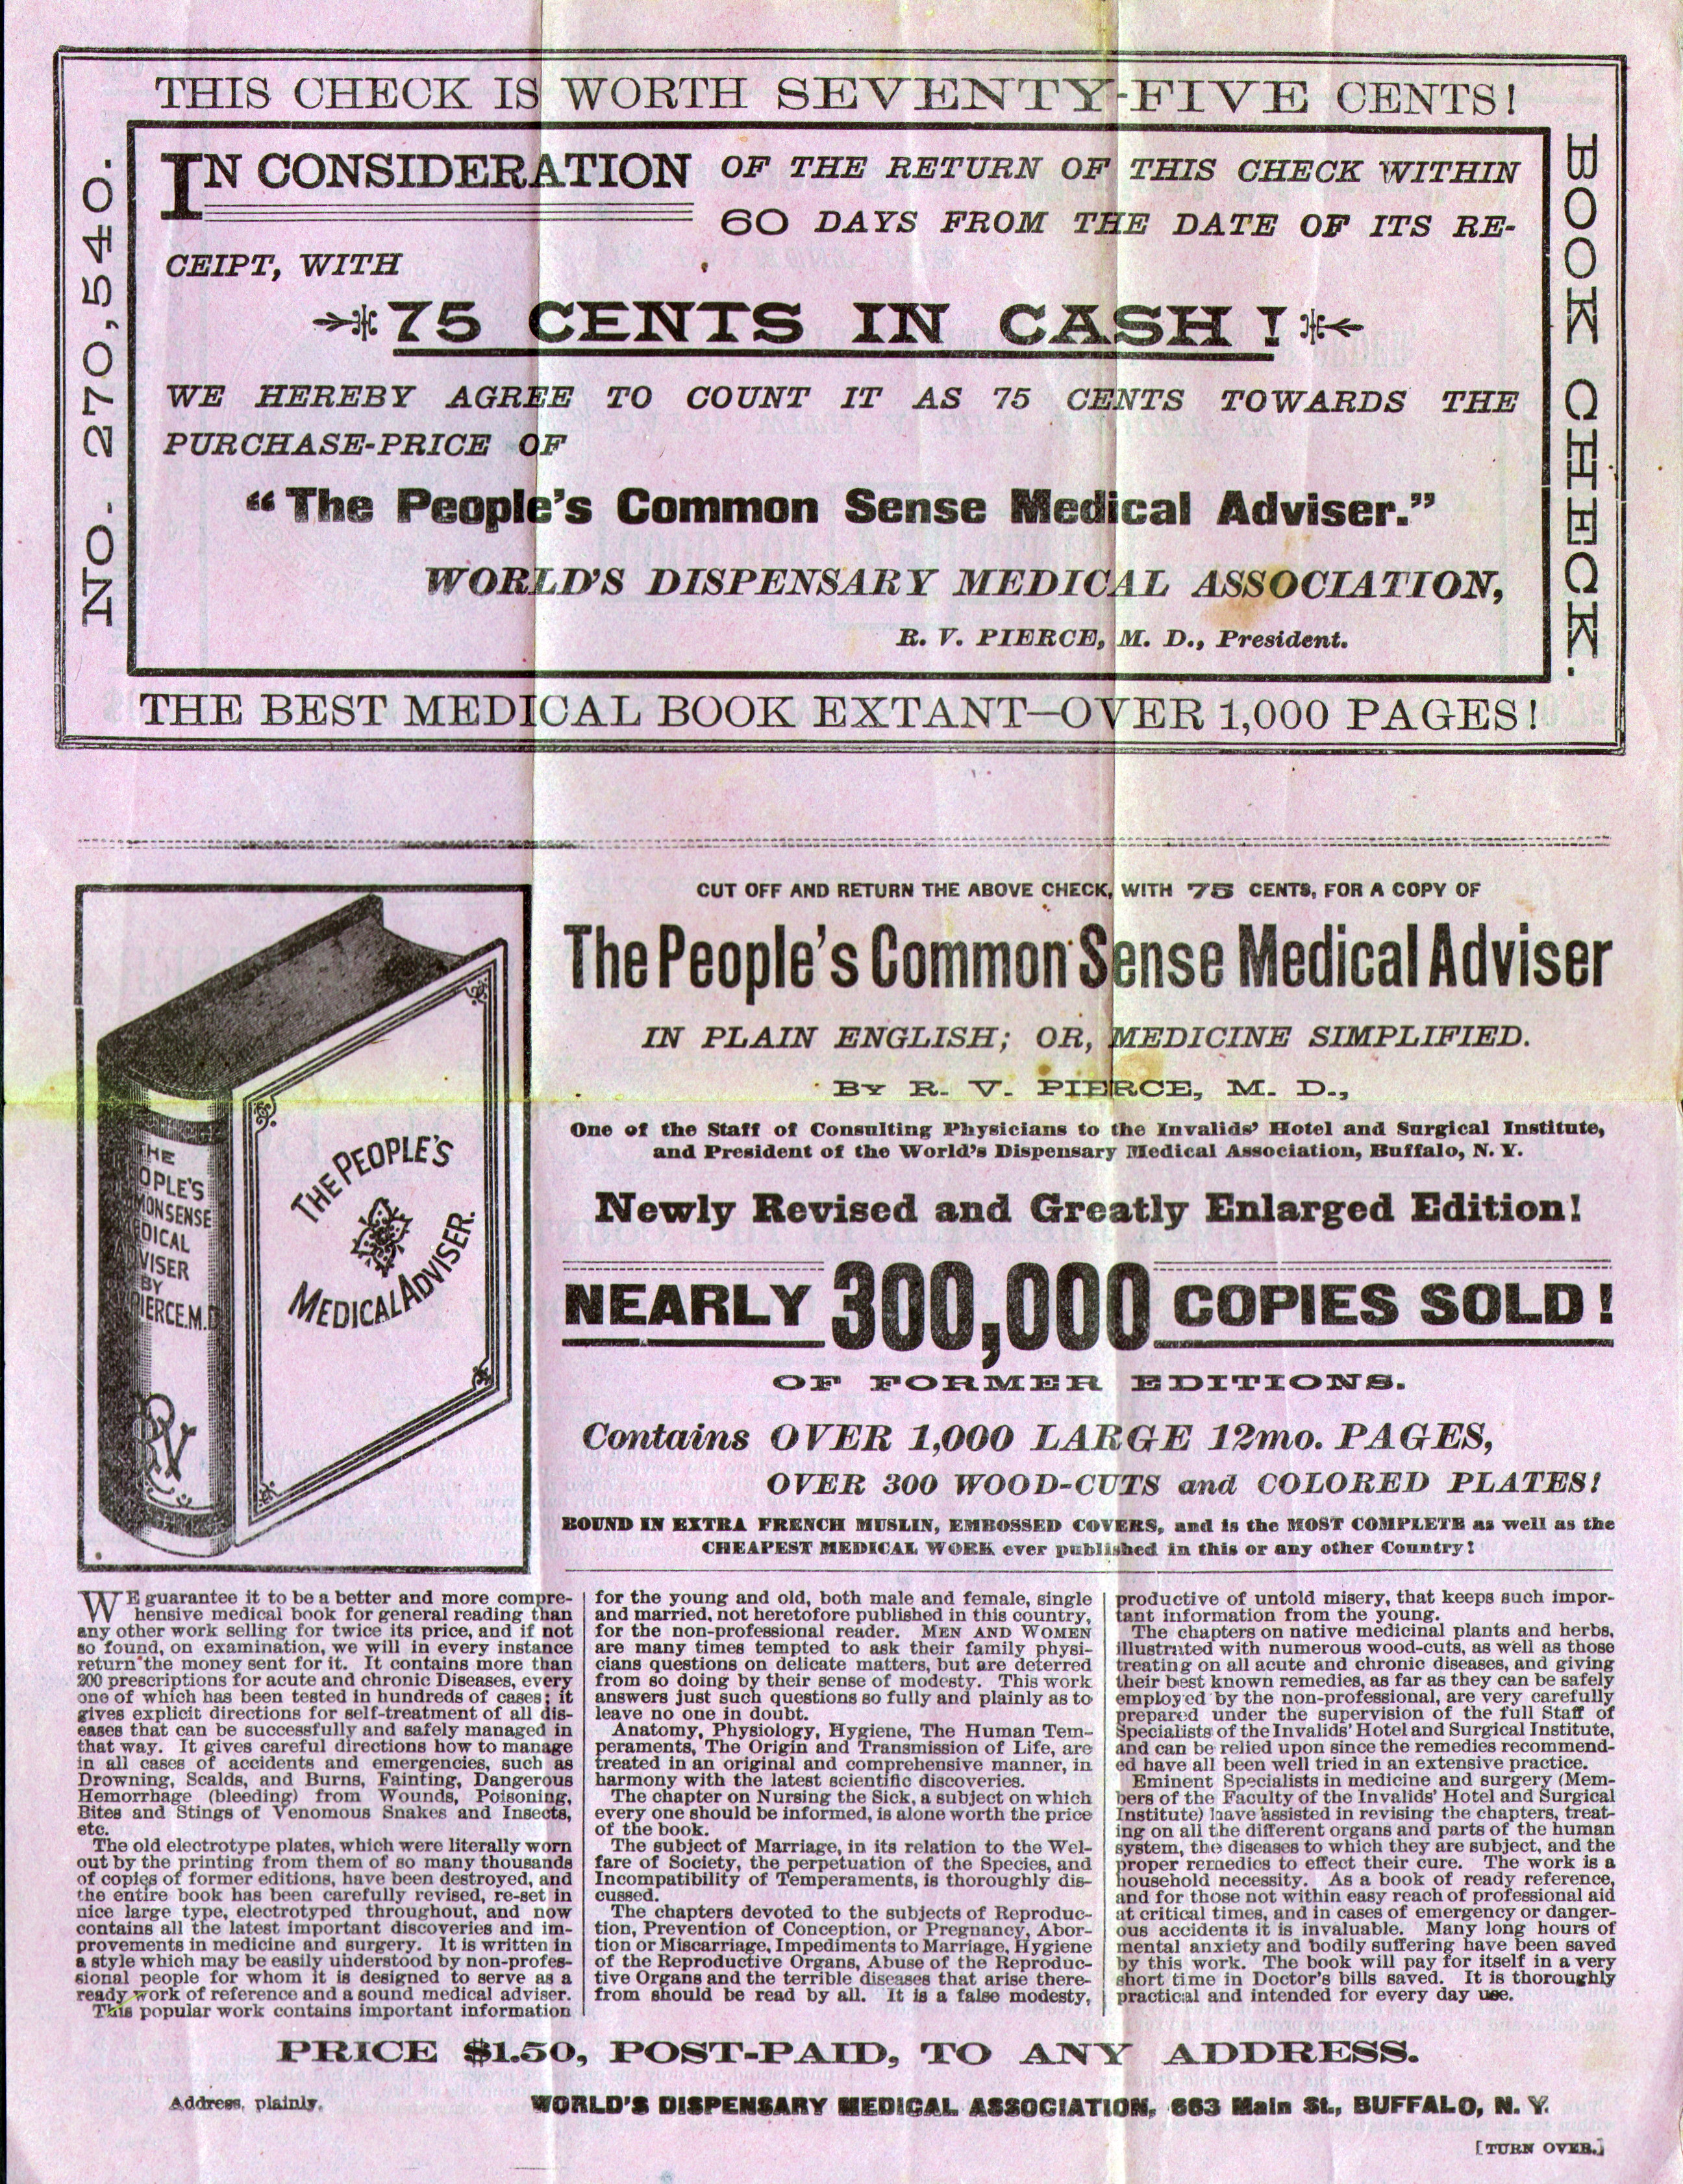 THIS CHECK IS WORTH SEVENTY-FIVE CENTS!
NO. 270,540.
IN CONSIDERATION OF THE RETURN OF THIS CHECK WITHIN
60 DAYS FROM THE DATE OF ITS RE-
CEIPT, WITH
75 CENTS IN CASH!
WE HEREBY AGREE TO COUNT IT AS 75 CENTS TOWARDS THE
PURCHASE-PRICE OF
"The People's Common Sense Medical Adviser."
WORLD'S DISPENSARY MEDICAL ASSOCIATION,
R. V. PIERCE, M. D., President.
BOOK CHECK.
THE BEST MEDICAL BOOK EXTANT—OVER 1,000 PAGES!
CUT OFF AND RETURN THE ABOVE CHECK, WITH 75 CENTS, FOR A COPY OF
The People's Common Sense Medical Adviser
IN PLAIN ENGLISH; OR, MEDICINE SIMPLIFIED.
BY R. V. PIERCE, M. D.,
One of the Staff of Consulting Physicians to the Invalids' Hotel and Surgical Institute,
and President of the World's Dispensary Medical Association, Buffalo, N. Y.
Newly Revised and Greatly Enlarged Edition!
NEARLY 300,000 COPIES SOLD!
OF FORMER EDITIONS.
Contains OVER 1,000 LARGE 12mo. PAGES,
OVER 300 WOOD-CUTS and COLORED PLATES!
BOUND IN EXTRA FRENCH MUSLIN, EMBOSSED COVERS, and is the MOST COMPLETE as well as the
CHEAPEST MEDICAL WORK ever published in this or any other Country!
HE
OPLE'S
MONSENSE
EDICAL
ADVISER
BY
PIERCE.M.D
RV
THE PEOPLE'S
MEDICAL ADVISER.
WE guarantee it to be a better and more compre-
hensive medical book for general reading than
any other work selling for twice its price, and if not
so found, on examination, we will in every instance
return the money sent for it. It contains more than
200 prescriptions for acute and chronic Diseases, every
one of which has been tested in hundreds of cases; it
gives explicit directions for self-treatment of all dis-
eases that can be successfully and safely managed in
that way. It gives careful directions how to manage
in all cases of accidents and emergencies, such as
Drowning, Scalds, and Burns, Fainting, Dangerous
Hemorrhage (bleeding) from Wounds, Poisoning,
Bites and Stings of Venomous Snakes and Insects,
etc.
The old electrotype plates, which were literally worn
out by the printing from them of so many thousands
of copies of former editions, have been destroyed, and
the entire book has been carefully revised, re-set in
nice large type, electrotyped throughout, and now
contains all the latest important discoveries and im-
provements in medicine and surgery. It is written in
a style which may be easily understood by non-profes-
sional people for whom it is designed to serve as a
ready work of reference and a sound medical adviser.
This popular work contains important information
for the young and old, both male and female, single
and married, not heretofore published in this country,
for the non-professional reader. MEN AND WOMEN
are many times tempted to ask their family physi-
cians questions on delicate matters, but are deterred
from so doing by their sense of modesty. This work
answers just such questions so fully and plainly as to
leave no one in doubt.
Anatomy, Physiology, Hygiene, The Human Tem-
peraments, The Origin and Transmission of Life, are
treated in an original and comprehensive manner, in
harmony with the latest scientific discoveries.
The chapter on Nursing the Sick, a subject on which
every one should be informed, is alone worth the price
of the book.
The subject of Marriage, in its relation to the Wel-
fare of Society, the perpetuation of the Species, and
Incompatibility of Temperaments, is thoroughly dis-
cussed.
The chapters devoted to the subjects of Reproduc-
tion, Prevention of Conception, or Pregnancy, Abor-
tion or Miscarriage, Impediments to Marriage, Hygiene
of the Reproductive Organs, Abuse of the Reproduc-
tive Organs and the terrible diseases that arise there-
from should be read by all. It is a false modesty,
productive of untold misery, that keeps such impor-
tant information from the young.
The chapters on native medicinal plants and herbs,
illustrated with numerous wood-cuts, as well as those
treating on all acute and chronic diseases, and giving
their best known remedies, as far as they can be safely
employed by the non-professional, are very carefully
prepared under the supervision of the full Staff of
Specialists of the Invalids' Hotel and Surgical Institute,
and can be relied upon since the remedies recommend-
ed have all been well tried in an extensive practice.
Eminent Specialists in medicine and surgery (Mem-
bers of the Faculty of the Invalids' Hotel and Surgical
Institute) have assisted in revising the chapters, treat-
ing on all the different organs and parts of the human
system, the diseases to which they are subject, and the
proper remedies to effect their cure. The work is a
household necessity. As a book of ready reference,
and for those not within easy reach of professional aid
at critical times, and in cases of emergency or danger-
ous accidents it is invaluable. Many long hours of
mental anxiety and bodily suffering have been saved
by this work. The book will pay for itself in a very
short time in Doctor's bills saved. It is thoroughly
practical and intended for every day use.
PRICE $1.50, POST-PAID, TO ANY ADDRESS.
Address, plainly, WORLD'S DISPENSARY MEDICAL ASSOCIATION, 663 Main St., BUFFALO, N. Y.
[TURN OVER.]